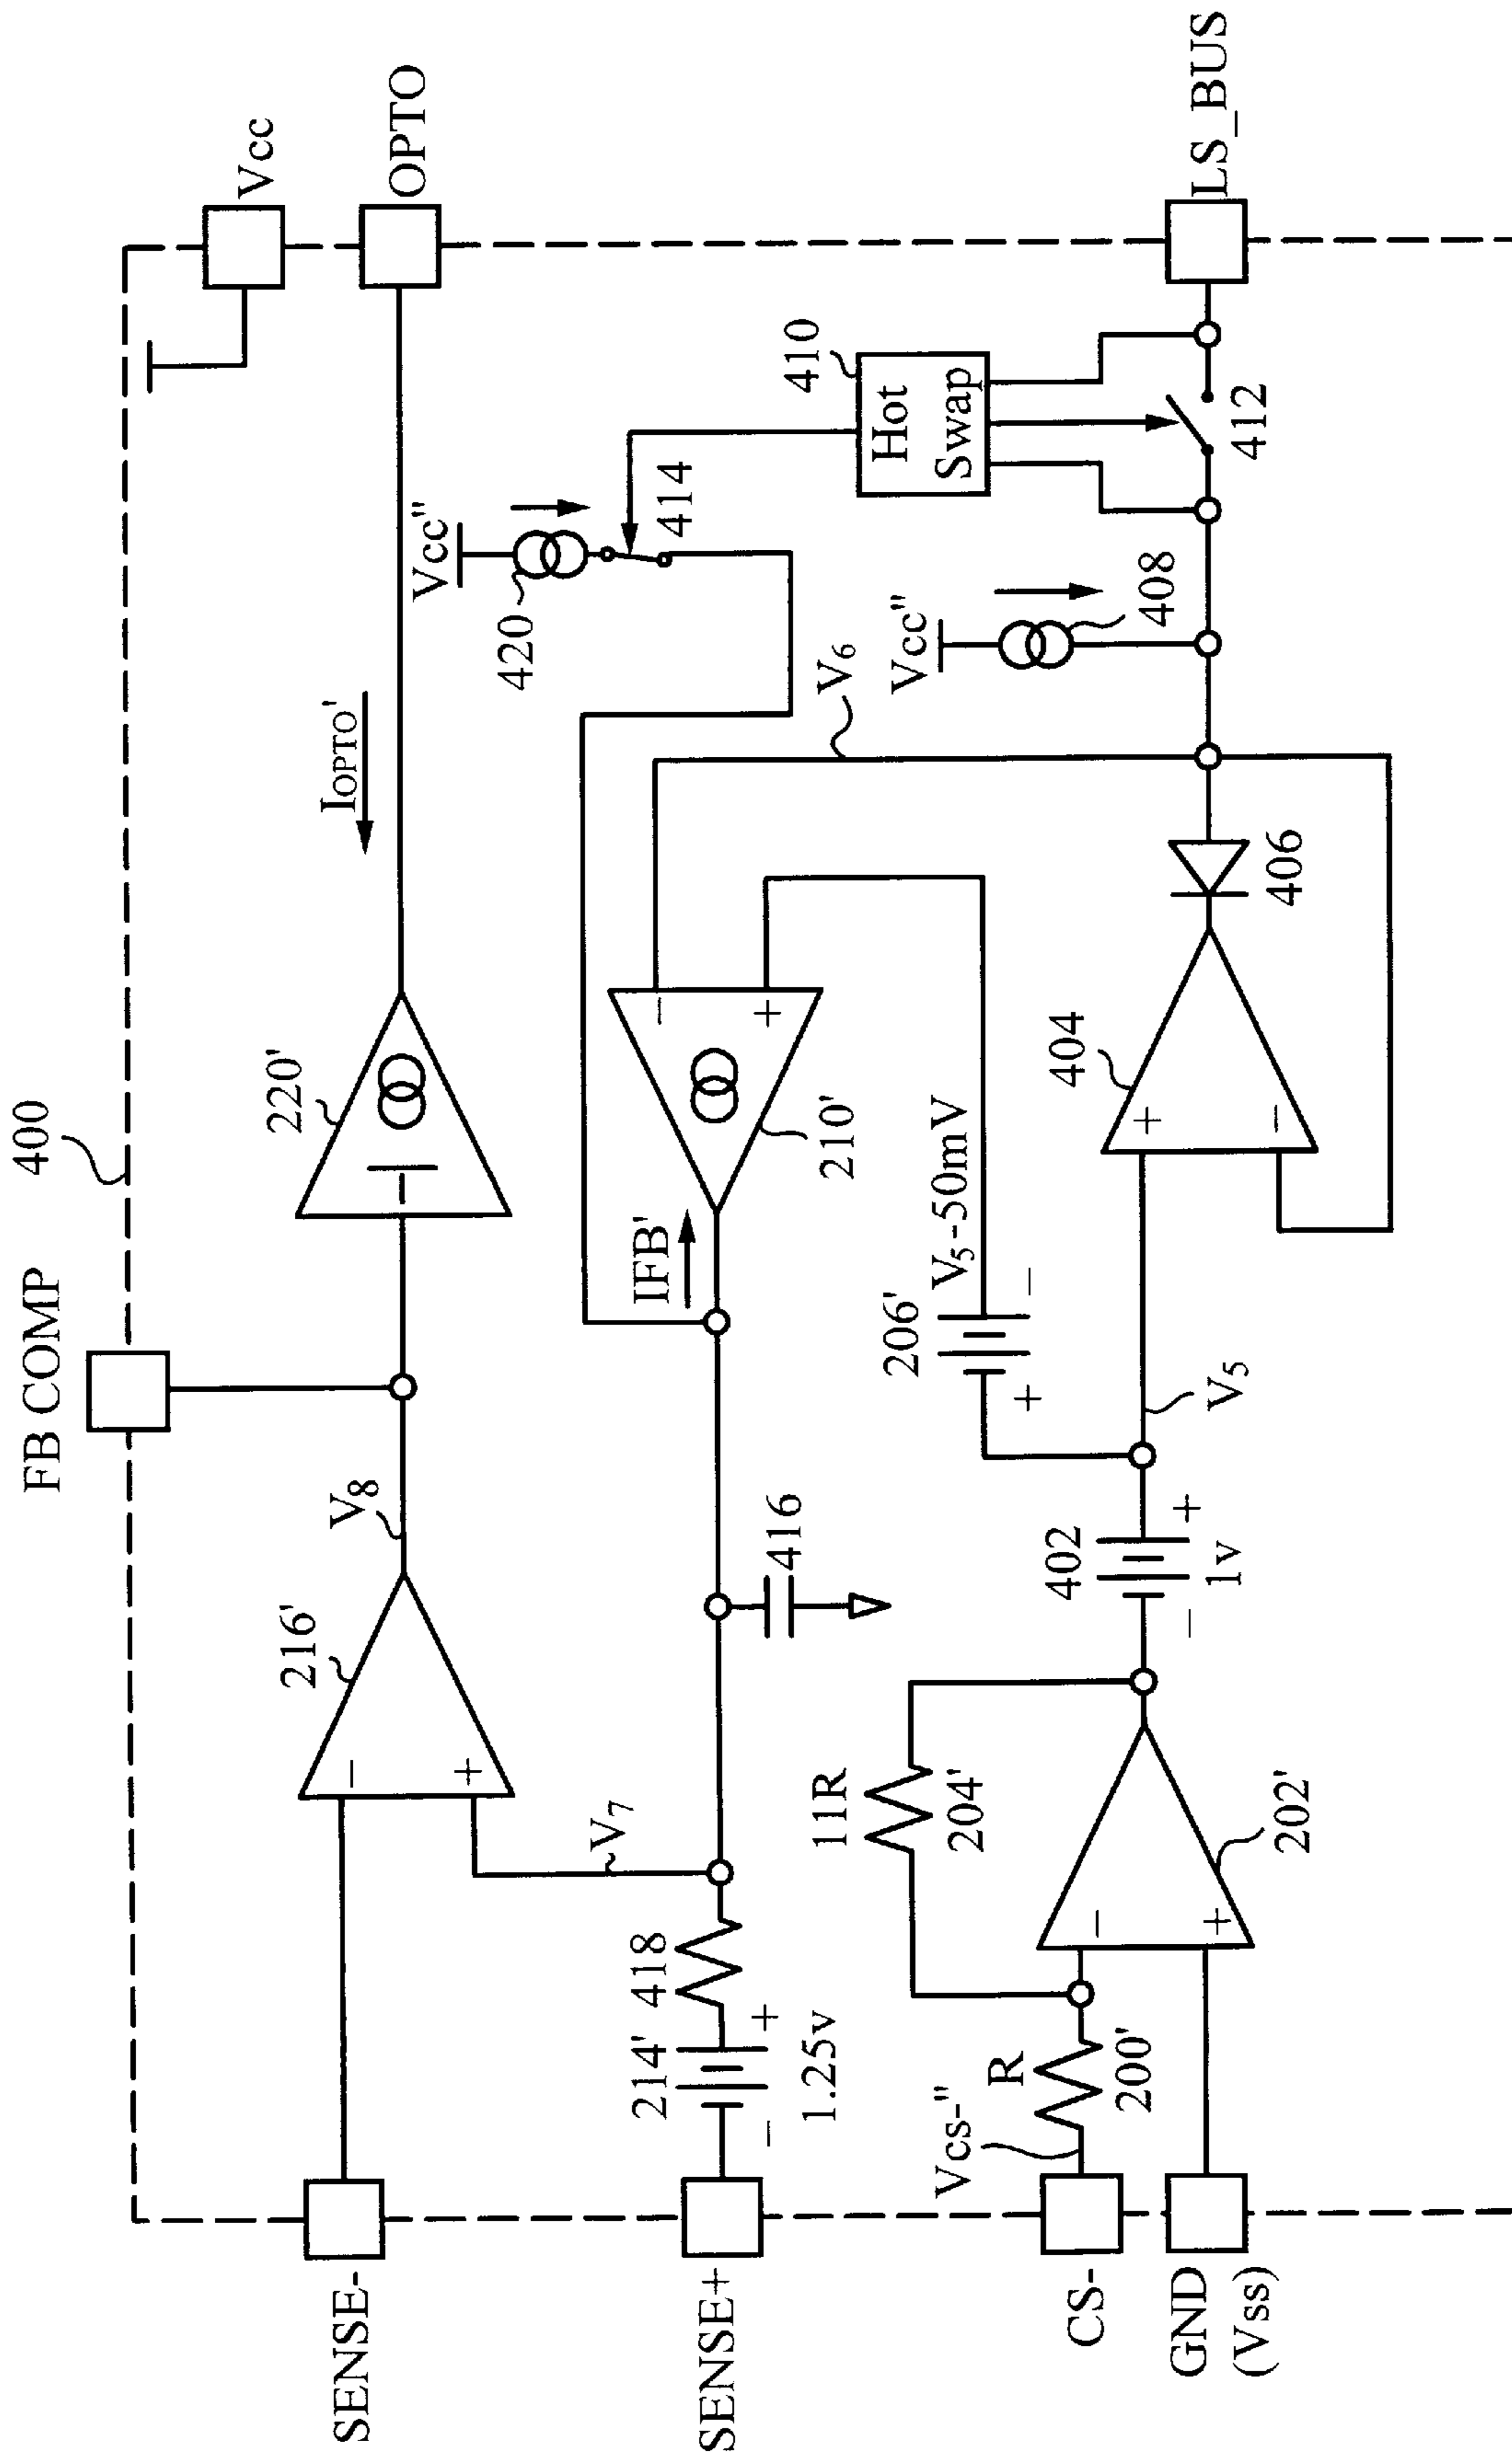 400
FB COMP
Vcc
OPTO
SENSE-
SENSE+
CS-
GND
(Vss)
LS_BUS
216'
−
+
V8
220'
IOPTO'
V7
214'
−
+
1.25v
418
416
IFB'
210'
−
+
Vcc"
420
414
V6
Vcc"
408
410
Hot
Swap
412
206'
+
−
V5-50mV
Vcs-"
R
200'
11R
204'
−
+
202'
402
−
+
1v
V5
404
+
−
406